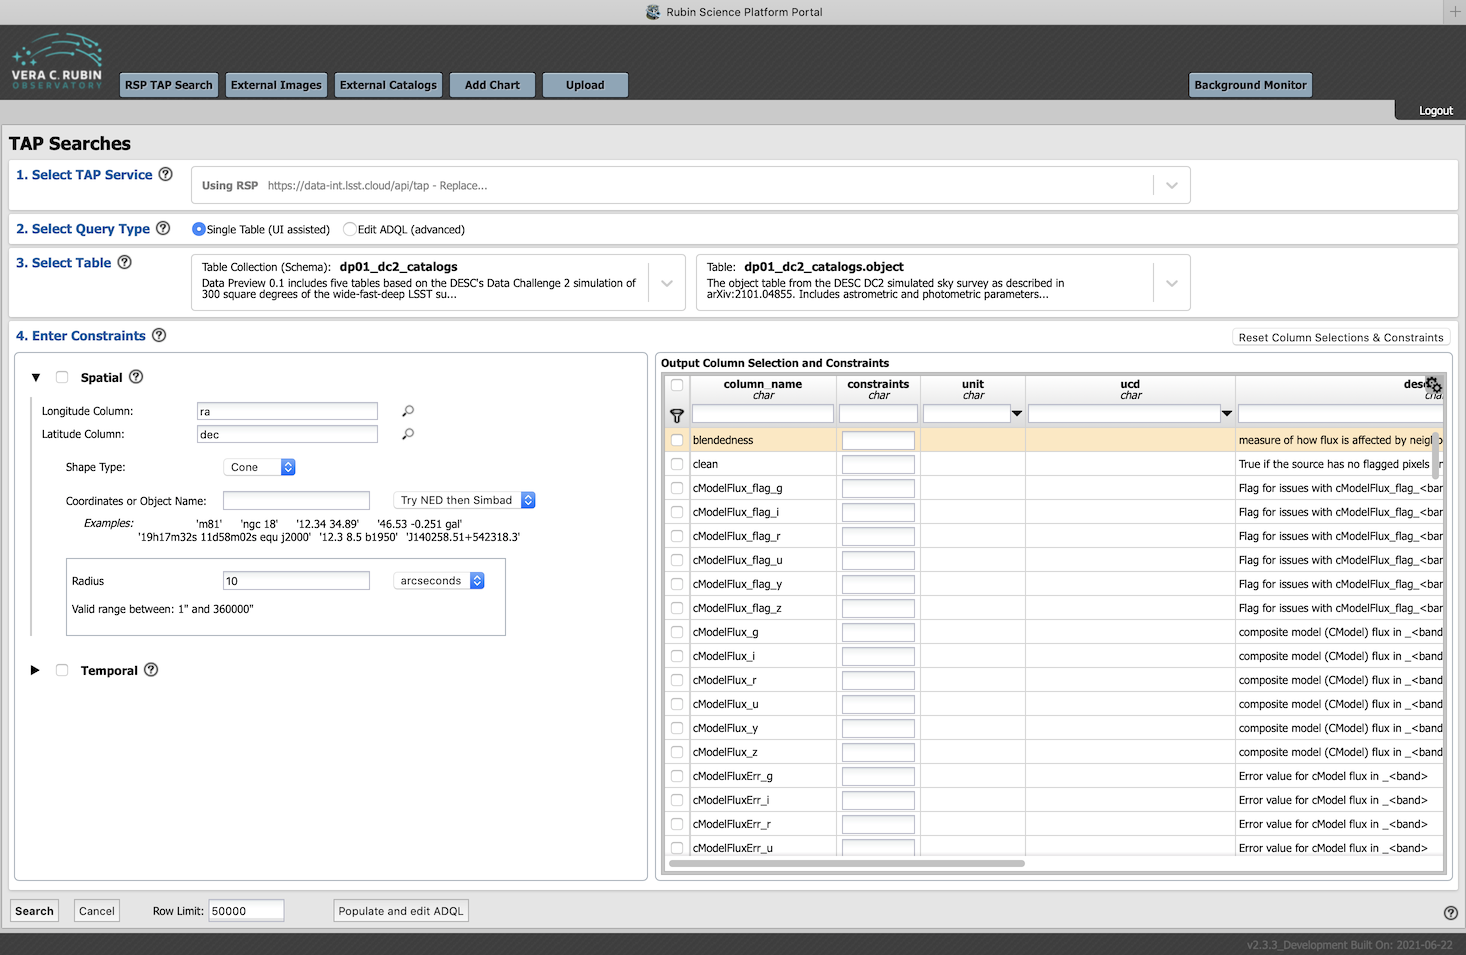 Rubin Science Platform Portal
VERA C. RUBIN
OBSERVATORY
RSP TAP Search
External Images
External Catalogs
Add Chart
Upload
Background Monitor
Logout
TAP Searches
1. Select TAP Service
Using RSP https://data-int.lsst.cloud/api/tap - Replace...
2. Select Query Type
Single Table (UI assisted)
Edit ADQL (advanced)
3. Select Table
Table Collection (Schema): dp01_dc2_catalogs
Data Preview 0.1 includes five tables based on the DESC's Data Challenge 2 simulation of
300 square degrees of the wide-fast-deep LSST su...
Table: dp01_dc2_catalogs.object
The object table from the DESC DC2 simulated sky survey as described in
arXiv:2101.04855. Includes astrometric and photometric parameters...
4. Enter Constraints
Reset Column Selections & Constraints
Spatial
Longitude Column: ra
Latitude Column: dec
Shape Type: Cone
Coordinates or Object Name: Try NED then Simbad
Examples: 'm81' 'ngc 18' '12.34 34.89' '46.53 -0.251 gal'
'19h17m32s 11d58m02s equ j2000' '12.3 8.5 b1950' 'J140258.51+542318.3'
Radius 10 arcseconds
Valid range between: 1" and 360000"
Temporal
Output Column Selection and Constraints
column_name constraints unit ucd desc
char char char char cha
blendedness measure of how flux is affected by neigh
clean True if the source has no flagged pixels
cModelFlux_flag_g Flag for issues with cModelFlux_flag_<bar
cModelFlux_flag_i Flag for issues with cModelFlux_flag_<bar
cModelFlux_flag_r Flag for issues with cModelFlux_flag_<bar
cModelFlux_flag_u Flag for issues with cModelFlux_flag_<bar
cModelFlux_flag_y Flag for issues with cModelFlux_flag_<bar
cModelFlux_flag_z Flag for issues with cModelFlux_flag_<bar
cModelFlux_g composite model (CModel) flux in _<band
cModelFlux_i composite model (CModel) flux in _<band
cModelFlux_r composite model (CModel) flux in _<band
cModelFlux_u composite model (CModel) flux in _<band
cModelFlux_y composite model (CModel) flux in _<band
cModelFlux_z composite model (CModel) flux in _<band
cModelFluxErr_g Error value for cModel flux in _<band>
cModelFluxErr_i Error value for cModel flux in _<band>
cModelFluxErr_r Error value for cModel flux in _<band>
cModelFluxErr_u Error value for cModel flux in _<band>
Search
Cancel
Row Limit: 50000
Populate and edit ADQL
v2.3.3_Development Built On: 2021-06-22